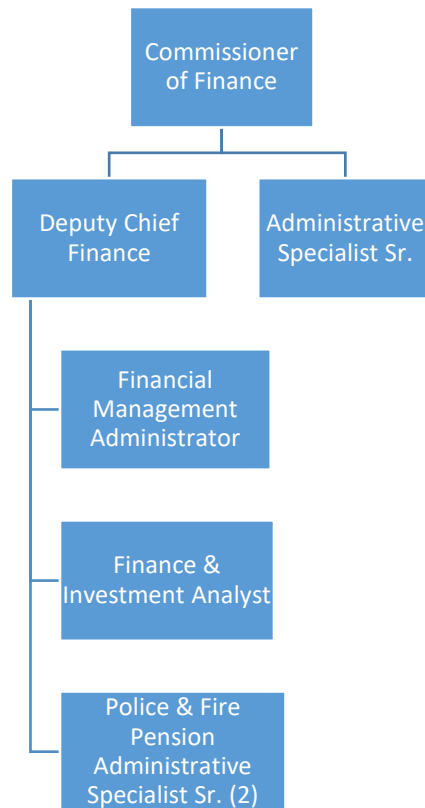 Commissioner
of Finance
Deputy Chief
Finance
Administrative
Specialist Sr.
Financial
Management
Administrator
Finance &
Investment Analyst
Police & Fire
Pension
Administrative
Specialist Sr. (2)